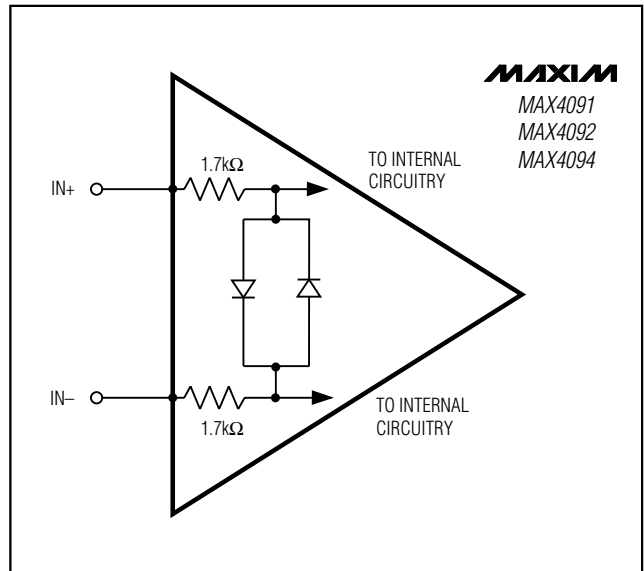 MAXIM
MAX4091
MAX4092
MAX4094
TO INTERNAL
CIRCUITRY
1.7kΩ
IN+
IN–
1.7kΩ
TO INTERNAL
CIRCUITRY